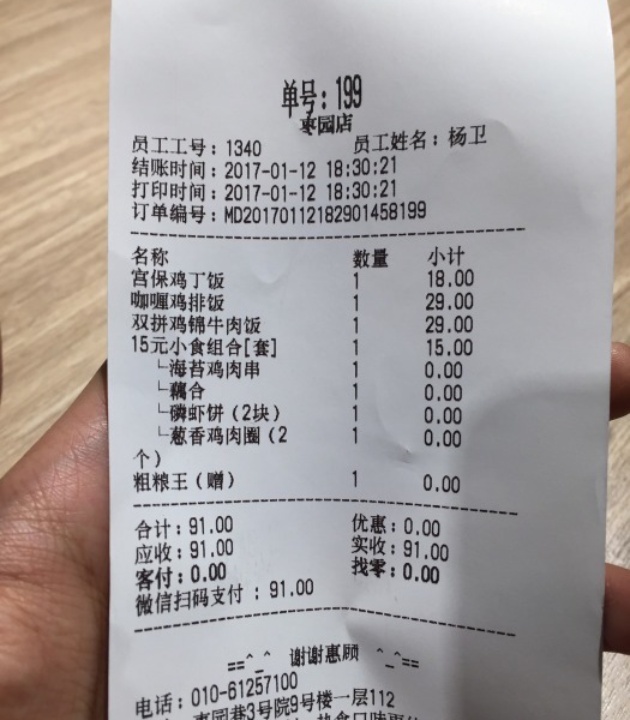 单号：199
枣园店
员工工号：1340 员工姓名：杨卫
结账时间：2017-01-12 18:30:21
打印时间：2017-01-12 18:30:21
订单编号：MD20170112182901458199
名称 数量 小计
宫保鸡丁饭 1 18.00
咖喱鸡排饭 1 29.00
双拼鸡锦牛肉饭 1 29.00
15元小食组合[套] 1 15.00
└海苔鸡肉串 1 0.00
└藕合 1 0.00
└磷虾饼（2块） 1 0.00
└葱香鸡肉圈（2 1 0.00
个）
粗粮王（赠） 1 0.00
合计：91.00 优惠：0.00
应收：91.00 实收：91.00
客付：0.00 找零：0.00
微信扫码支付：91.00
==^_^ 谢谢惠顾 ^_^==
电话：010-61257100
枣园巷3号院9号楼一层112